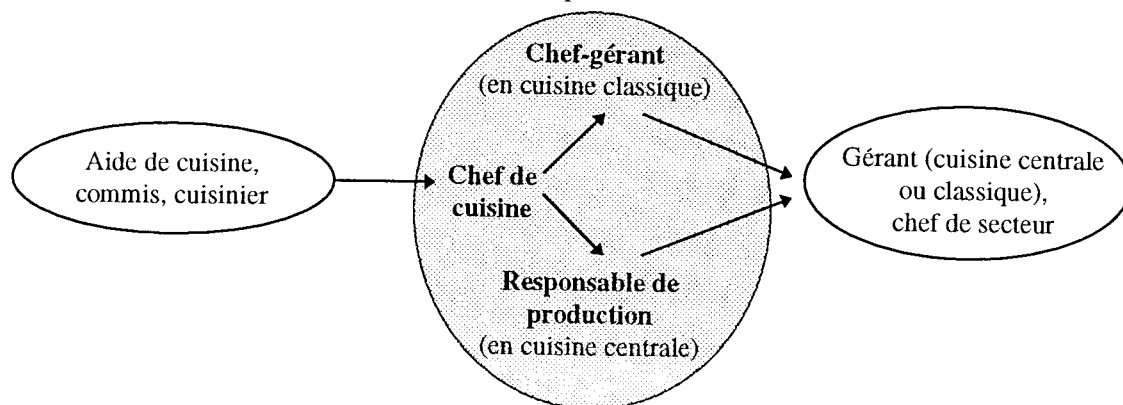 Chef-gérant
(en cuisine classique)
Aide de cuisine,
commis, cuisinier
Chef de
cuisine
Gérant (cuisine centrale
ou classique),
chef de secteur
Responsable de
production
(en cuisine centrale)